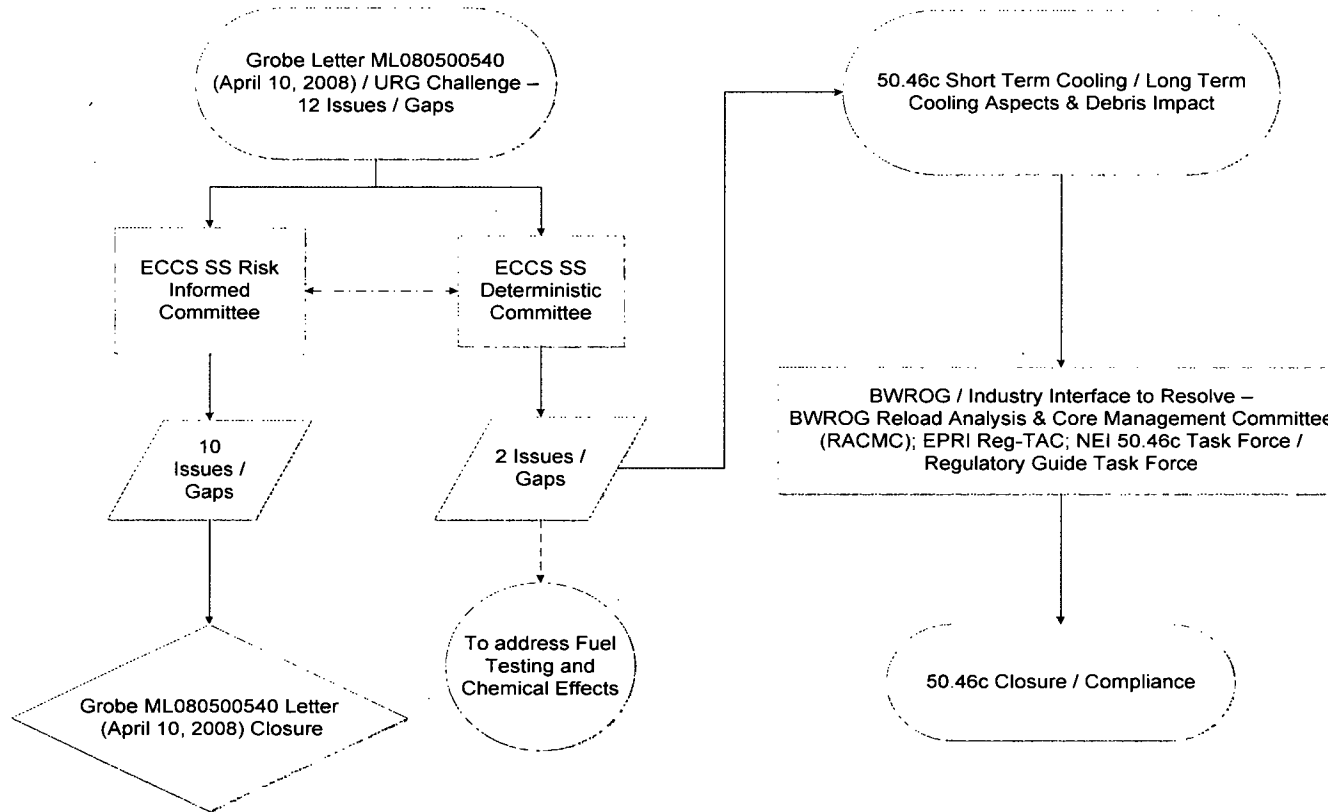 Grobe Letter ML080500540
(April 10, 2008) / URG Challenge –
12 Issues / Gaps
50.46c Short Term Cooling / Long Term
Cooling Aspects & Debris Impact
ECCS SS Risk
Informed
Committee
ECCS SS
Deterministic
Committee
10
Issues /
Gaps
2 Issues /
Gaps
BWROG / Industry Interface to Resolve –
BWROG Reload Analysis & Core Management Committee
(RACMC); EPRI Reg-TAC; NEI 50.46c Task Force /
Regulatory Guide Task Force
To address Fuel
Testing and
Chemical Effects
Grobe ML080500540 Letter
(April 10, 2008) Closure
50.46c Closure / Compliance